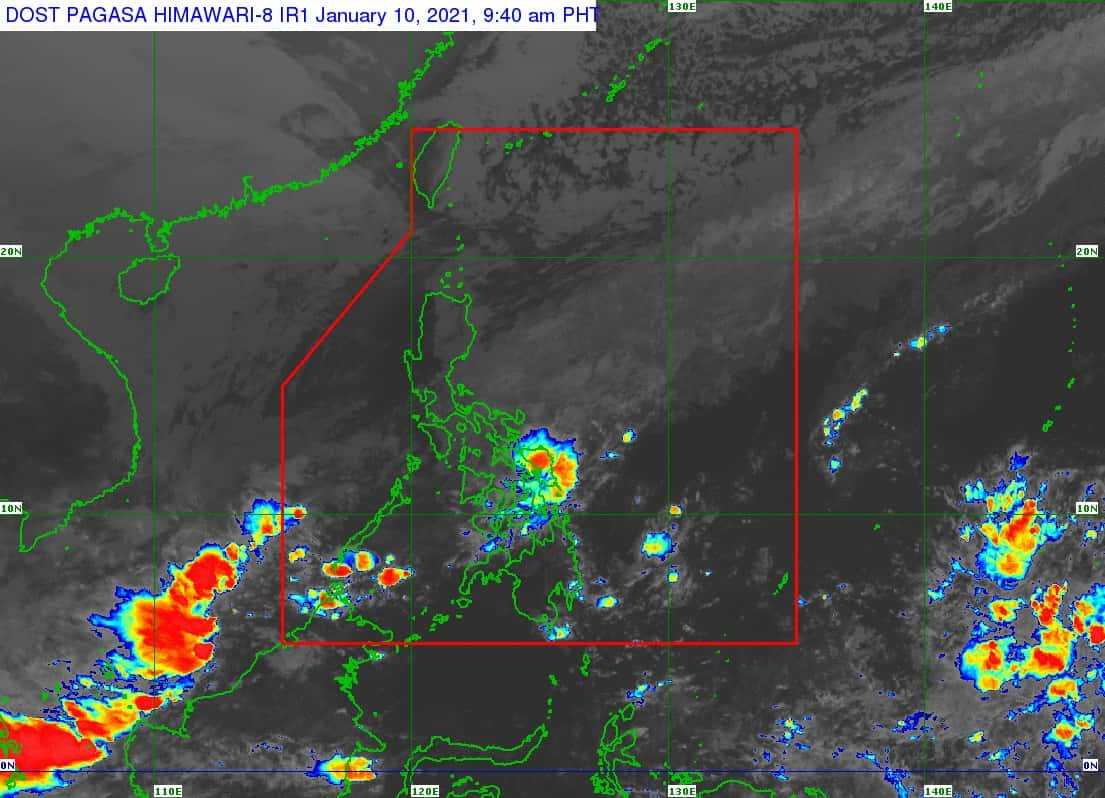 DOST PAGASA HIMAWARI-8 IR1 January 10, 2021, 9:40 am PHT
130E 140E
20N 20N
10N 10N
0N 0N
110E 120E 130E 140E